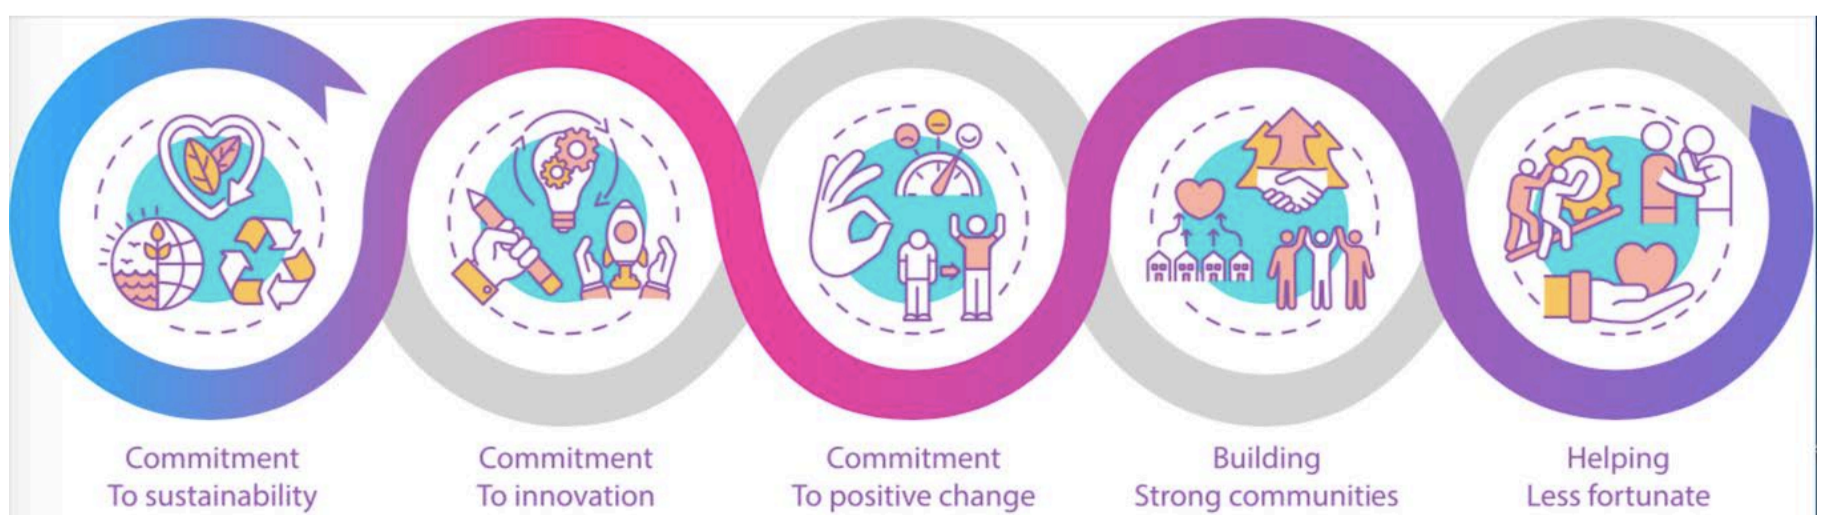 Commitment
To sustainability
Commitment
To innovation
Commitment
To positive change
Building
Strong communities
Helping
Less fortunate